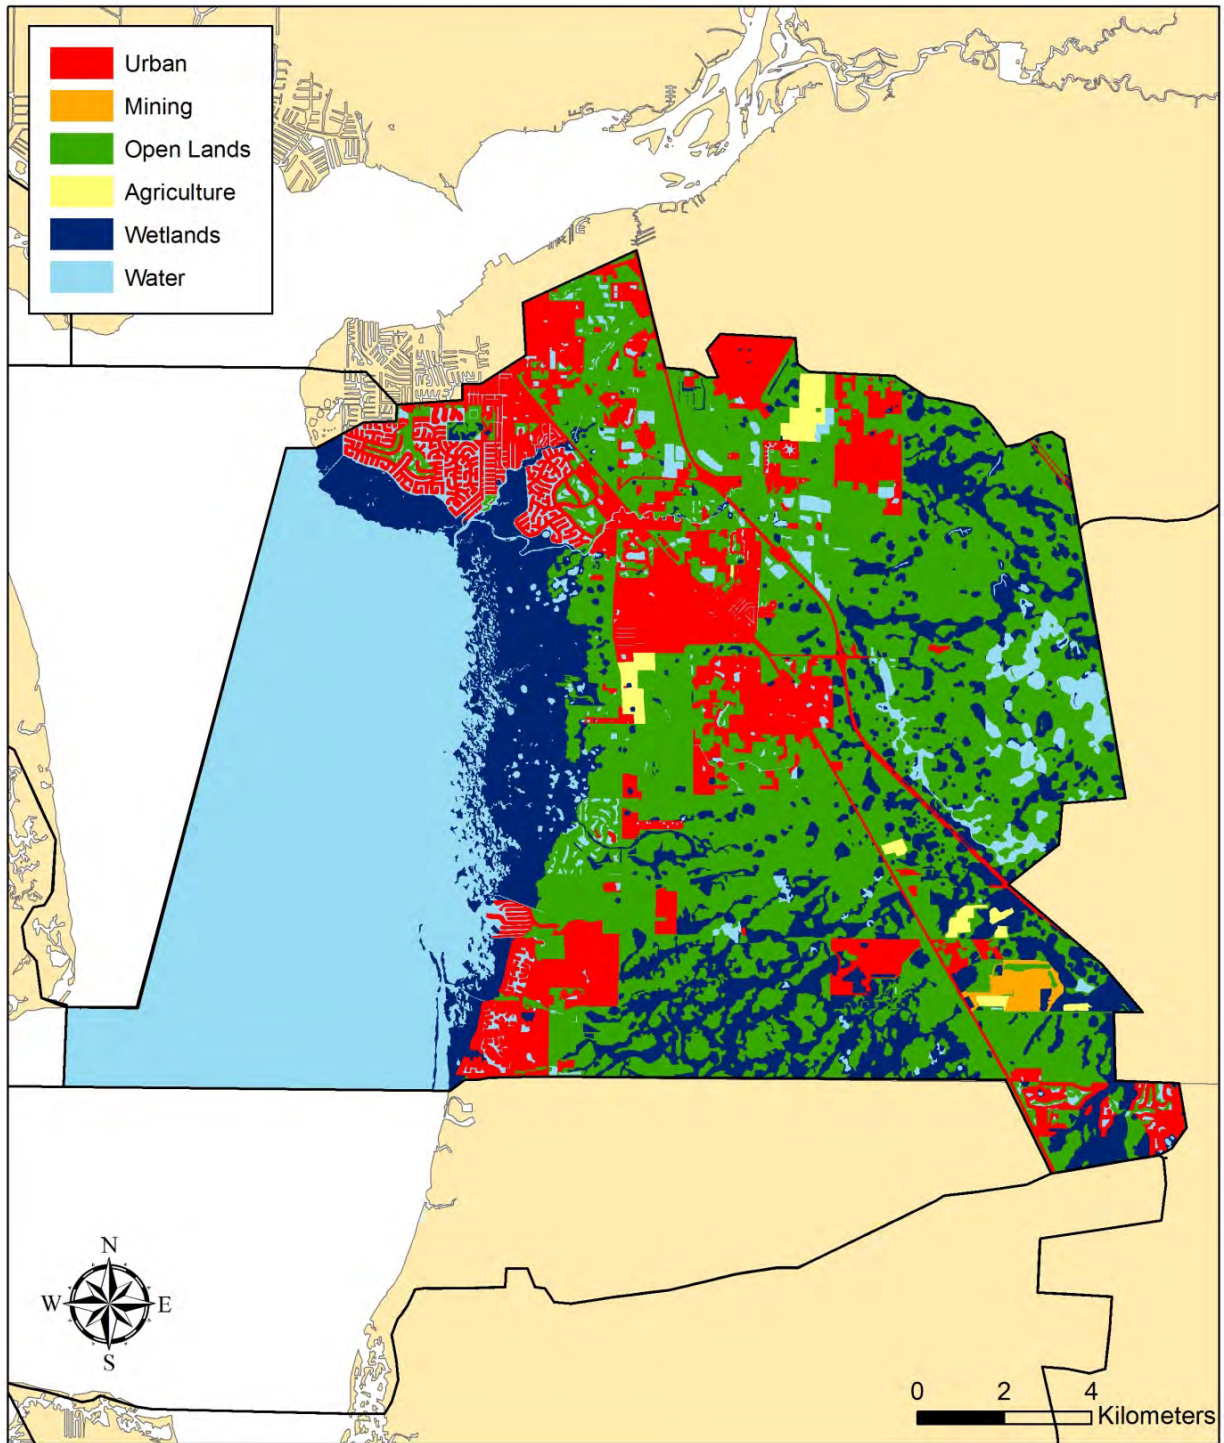 Urban
Mining
Open Lands
Agriculture
Wetlands
Water
N
W E
S
0 2 4
Kilometers